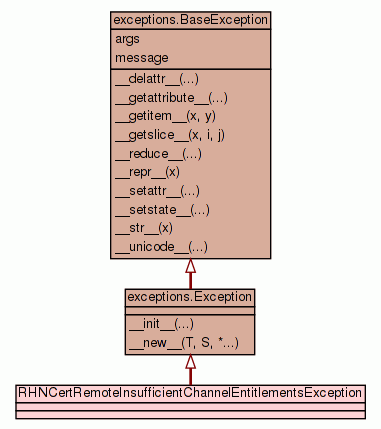 exceptions.BaseException
args
message
__delattr__(...)
__getattribute__(...)
__getitem__(x, y)
__getslice__(x, i, j)
__reduce__(...)
__repr__(x)
__setattr__(...)
__setstate__(...)
__str__(x)
__unicode__(...)
exceptions.Exception
__init__(...)
__new__(T, S, *...)
RHNCertRemoteInsufficientChannelEntitlementsException